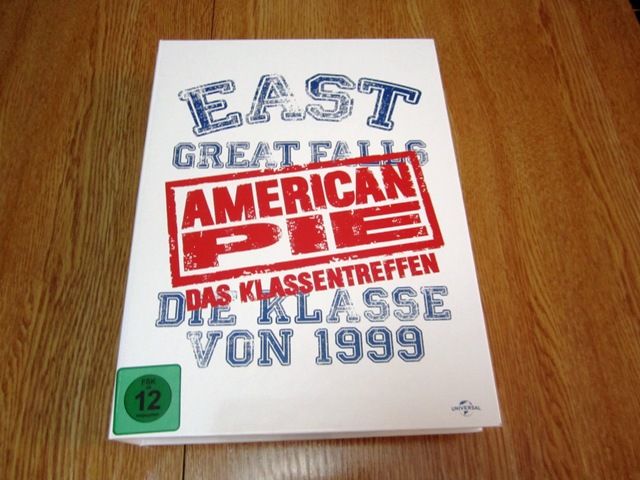 EAST
GREAT FALLS
AMERICAN
PIE
DAS KLASSENTREFFEN
DIE KLASSE
VON 1999
FSK
12
UNIVERSAL